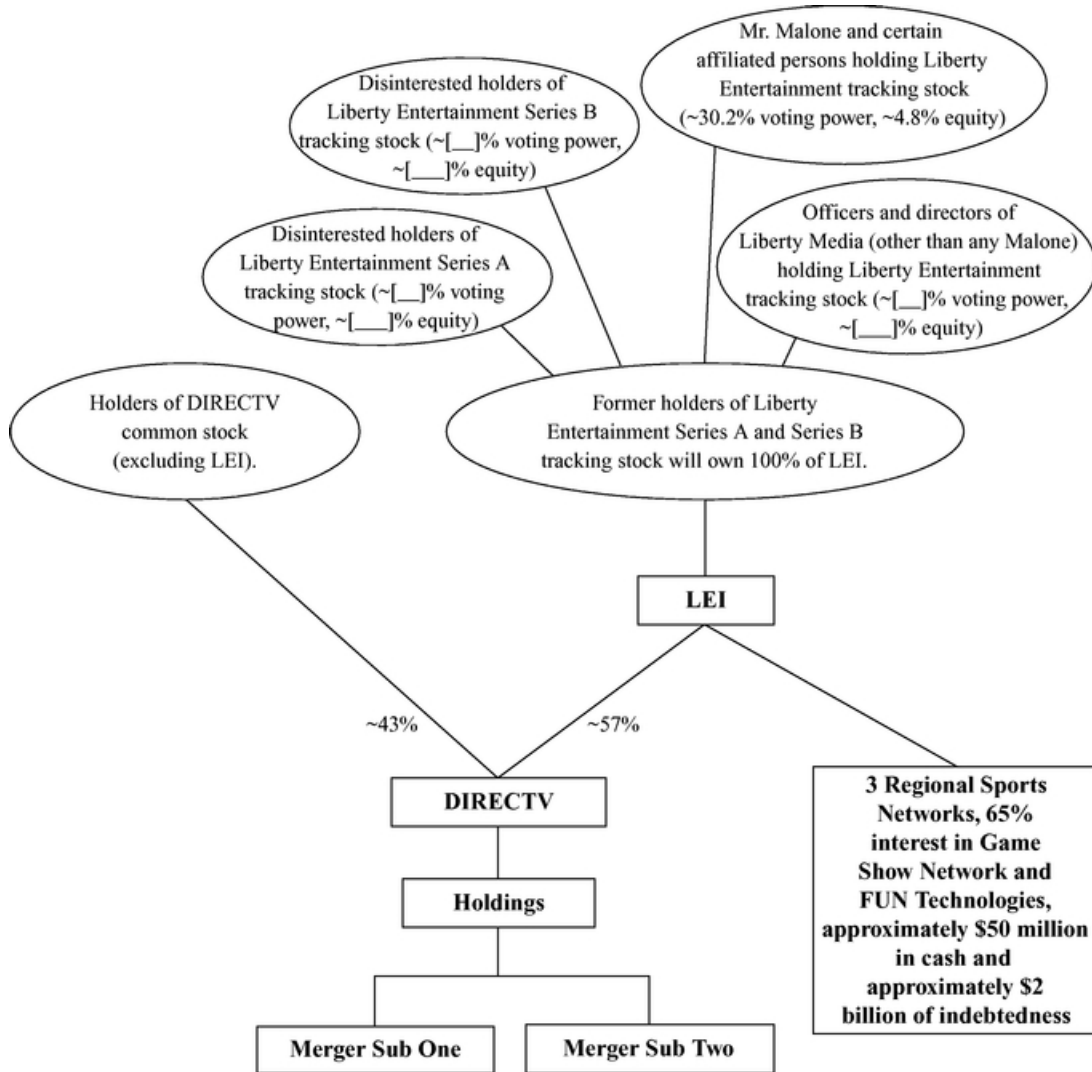 Mr. Malone and certain
affiliated persons holding Liberty
Entertainment tracking stock
(~30.2% voting power, ~4.8% equity)
Disinterested holders of
Liberty Entertainment Series B
tracking stock (~[__]% voting power,
~[___]% equity)
Disinterested holders of
Liberty Entertainment Series A
tracking stock (~[__]% voting
power, ~[___]% equity)
Officers and directors of
Liberty Media (other than any Malone)
holding Liberty Entertainment
tracking stock (~[__]% voting power,
~[___]% equity)
Holders of DIRECTV
common stock
(excluding LEI).
Former holders of Liberty
Entertainment Series A and Series B
tracking stock will own 100% of LEI.
LEI
~43%
~57%
DIRECTV
3 Regional Sports
Networks, 65%
interest in Game
Show Network and
FUN Technologies,
approximately $50 million
in cash and
approximately $2
billion of indebtedness
Holdings
Merger Sub One
Merger Sub Two